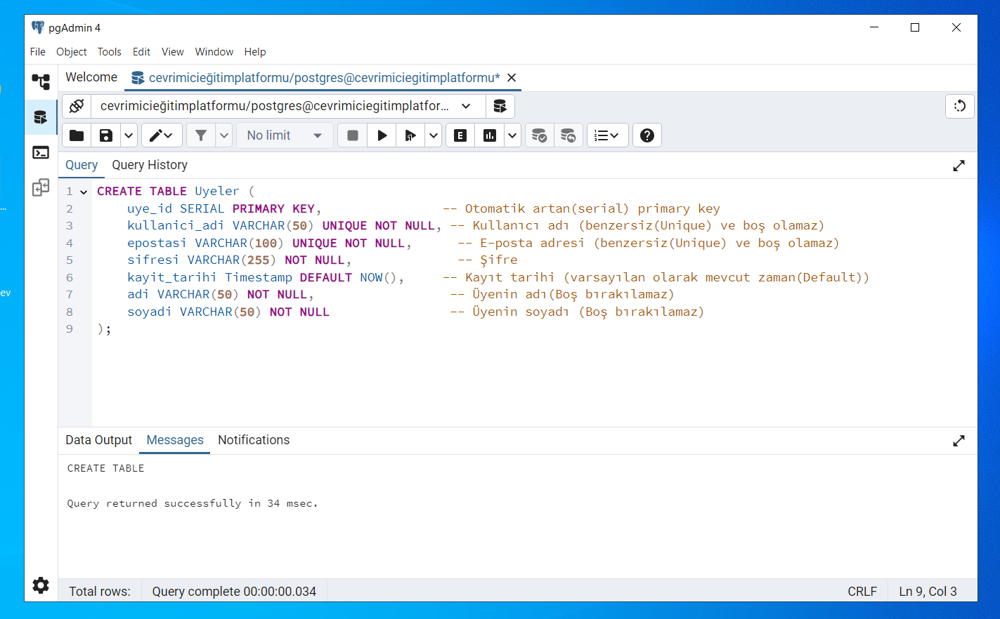 pgAdmin 4
File Object Tools Edit View Window Help
Welcome cevrimicieğitimplatformu/postgres@cevrimiciegitimplatformu*
cevrimicieğitimplatformu/postgres@cevrimiciegitimplatfor...
No limit
E
Query Query History
1 CREATE TABLE Uyeler (
2 uye_id SERIAL PRIMARY KEY, -- Otomatik artan(serial) primary key
3 kullanici_adi VARCHAR(50) UNIQUE NOT NULL, -- Kullanıcı adı (benzersiz(Unique) ve boş olamaz)
4 epostasi VARCHAR(100) UNIQUE NOT NULL, -- E-posta adresi (benzersiz(Unique) ve boş olamaz)
5 sifresi VARCHAR(255) NOT NULL, -- Şifre
6 kayit_tarihi Timestamp DEFAULT NOW(), -- Kayıt tarihi (varsayılan olarak mevcut zaman(Default))
7 adi VARCHAR(50) NOT NULL, -- Üyenin adı(Boş bırakılamaz)
8 soyadi VARCHAR(50) NOT NULL -- Üyenin soyadı (Boş bırakılamaz)
9 );
...
ev
Data Output Messages Notifications
CREATE TABLE
Query returned successfully in 34 msec.
Total rows: Query complete 00:00:00.034 CRLF Ln 9, Col 3